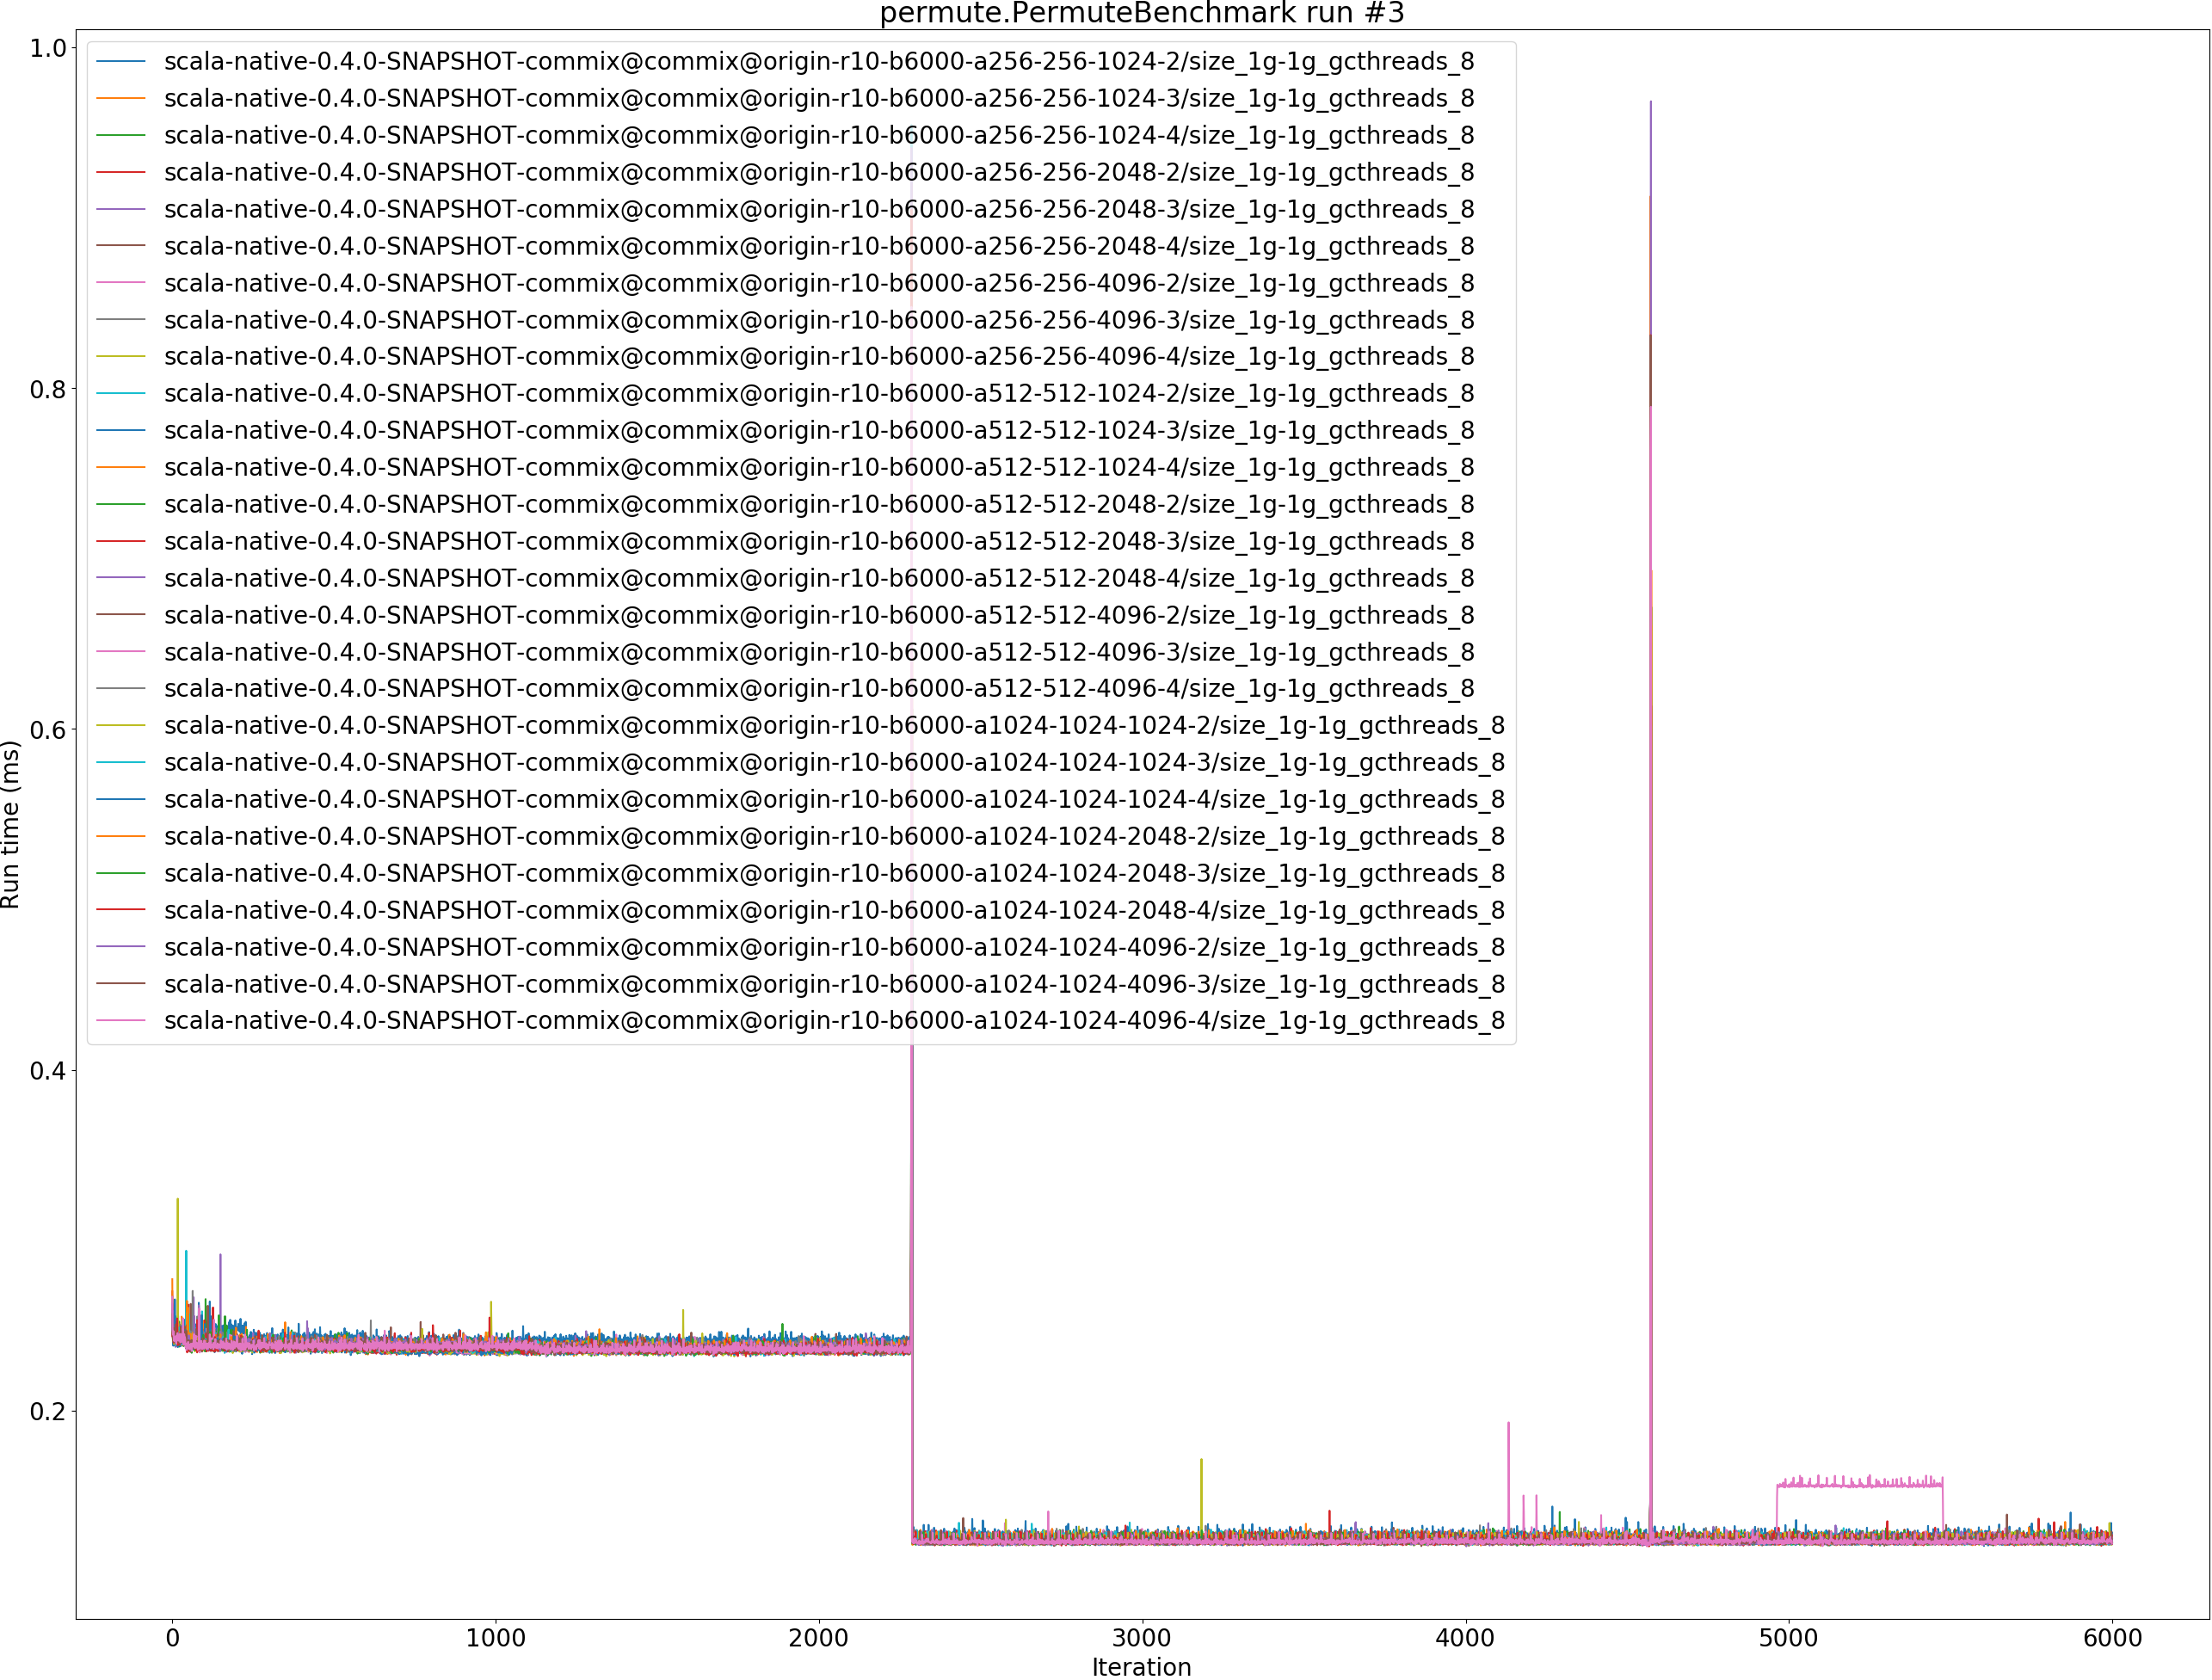 permute.PermuteBenchmark run #3
1.0
0.8
0.6
0.4
0.2
Run time (ms)
scala-native-0.4.0-SNAPSHOT-commix@commix@origin-r10-b6000-a256-256-1024-2/size_1g-1g_gcthreads_8
scala-native-0.4.0-SNAPSHOT-commix@commix@origin-r10-b6000-a256-256-1024-3/size_1g-1g_gcthreads_8
scala-native-0.4.0-SNAPSHOT-commix@commix@origin-r10-b6000-a256-256-1024-4/size_1g-1g_gcthreads_8
scala-native-0.4.0-SNAPSHOT-commix@commix@origin-r10-b6000-a256-256-2048-2/size_1g-1g_gcthreads_8
scala-native-0.4.0-SNAPSHOT-commix@commix@origin-r10-b6000-a256-256-2048-3/size_1g-1g_gcthreads_8
scala-native-0.4.0-SNAPSHOT-commix@commix@origin-r10-b6000-a256-256-2048-4/size_1g-1g_gcthreads_8
scala-native-0.4.0-SNAPSHOT-commix@commix@origin-r10-b6000-a256-256-4096-2/size_1g-1g_gcthreads_8
scala-native-0.4.0-SNAPSHOT-commix@commix@origin-r10-b6000-a256-256-4096-3/size_1g-1g_gcthreads_8
scala-native-0.4.0-SNAPSHOT-commix@commix@origin-r10-b6000-a256-256-4096-4/size_1g-1g_gcthreads_8
scala-native-0.4.0-SNAPSHOT-commix@commix@origin-r10-b6000-a512-512-1024-2/size_1g-1g_gcthreads_8
scala-native-0.4.0-SNAPSHOT-commix@commix@origin-r10-b6000-a512-512-1024-3/size_1g-1g_gcthreads_8
scala-native-0.4.0-SNAPSHOT-commix@commix@origin-r10-b6000-a512-512-1024-4/size_1g-1g_gcthreads_8
scala-native-0.4.0-SNAPSHOT-commix@commix@origin-r10-b6000-a512-512-2048-2/size_1g-1g_gcthreads_8
scala-native-0.4.0-SNAPSHOT-commix@commix@origin-r10-b6000-a512-512-2048-3/size_1g-1g_gcthreads_8
scala-native-0.4.0-SNAPSHOT-commix@commix@origin-r10-b6000-a512-512-2048-4/size_1g-1g_gcthreads_8
scala-native-0.4.0-SNAPSHOT-commix@commix@origin-r10-b6000-a512-512-4096-2/size_1g-1g_gcthreads_8
scala-native-0.4.0-SNAPSHOT-commix@commix@origin-r10-b6000-a512-512-4096-3/size_1g-1g_gcthreads_8
scala-native-0.4.0-SNAPSHOT-commix@commix@origin-r10-b6000-a512-512-4096-4/size_1g-1g_gcthreads_8
scala-native-0.4.0-SNAPSHOT-commix@commix@origin-r10-b6000-a1024-1024-1024-2/size_1g-1g_gcthreads_8
scala-native-0.4.0-SNAPSHOT-commix@commix@origin-r10-b6000-a1024-1024-1024-3/size_1g-1g_gcthreads_8
scala-native-0.4.0-SNAPSHOT-commix@commix@origin-r10-b6000-a1024-1024-1024-4/size_1g-1g_gcthreads_8
scala-native-0.4.0-SNAPSHOT-commix@commix@origin-r10-b6000-a1024-1024-2048-2/size_1g-1g_gcthreads_8
scala-native-0.4.0-SNAPSHOT-commix@commix@origin-r10-b6000-a1024-1024-2048-3/size_1g-1g_gcthreads_8
scala-native-0.4.0-SNAPSHOT-commix@commix@origin-r10-b6000-a1024-1024-2048-4/size_1g-1g_gcthreads_8
scala-native-0.4.0-SNAPSHOT-commix@commix@origin-r10-b6000-a1024-1024-4096-2/size_1g-1g_gcthreads_8
scala-native-0.4.0-SNAPSHOT-commix@commix@origin-r10-b6000-a1024-1024-4096-3/size_1g-1g_gcthreads_8
scala-native-0.4.0-SNAPSHOT-commix@commix@origin-r10-b6000-a1024-1024-4096-4/size_1g-1g_gcthreads_8
0 1000 2000 3000 4000 5000 6000
Iteration